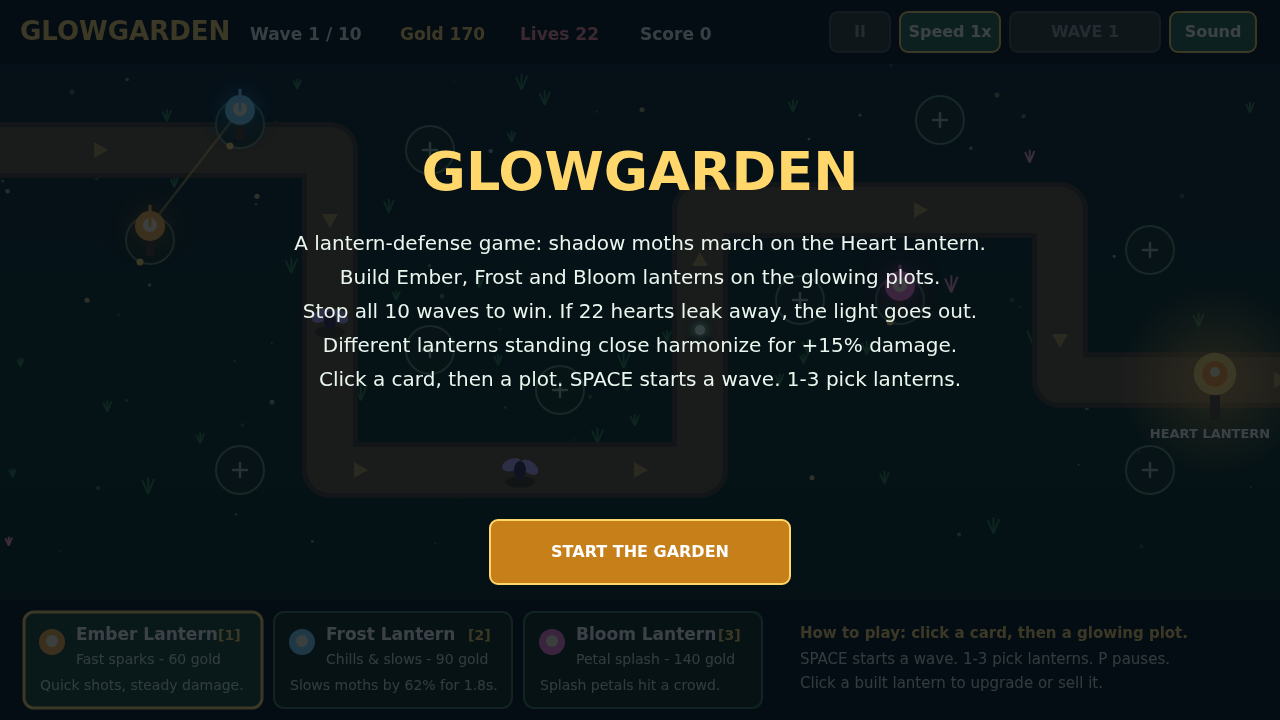 GLOWGARDEN
Wave 1 / 10
Gold 170
Lives 22
Score 0
II
Speed 1x
WAVE 1
Sound
GLOWGARDEN
A lantern-defense game: shadow moths march on the Heart Lantern.
Build Ember, Frost and Bloom lanterns on the glowing plots.
Stop all 10 waves to win. If 22 hearts leak away, the light goes out.
Different lanterns standing close harmonize for +15% damage.
Click a card, then a plot. SPACE starts a wave. 1-3 pick lanterns.
HEART LANTERN
START THE GARDEN
Ember Lantern [1]
Fast sparks - 60 gold
Quick shots, steady damage.
Frost Lantern [2]
Chills & slows - 90 gold
Slows moths by 62% for 1.8s.
Bloom Lantern [3]
Petal splash - 140 gold
Splash petals hit a crowd.
How to play: click a card, then a glowing plot.
SPACE starts a wave. 1-3 pick lanterns. P pauses.
Click a built lantern to upgrade or sell it.